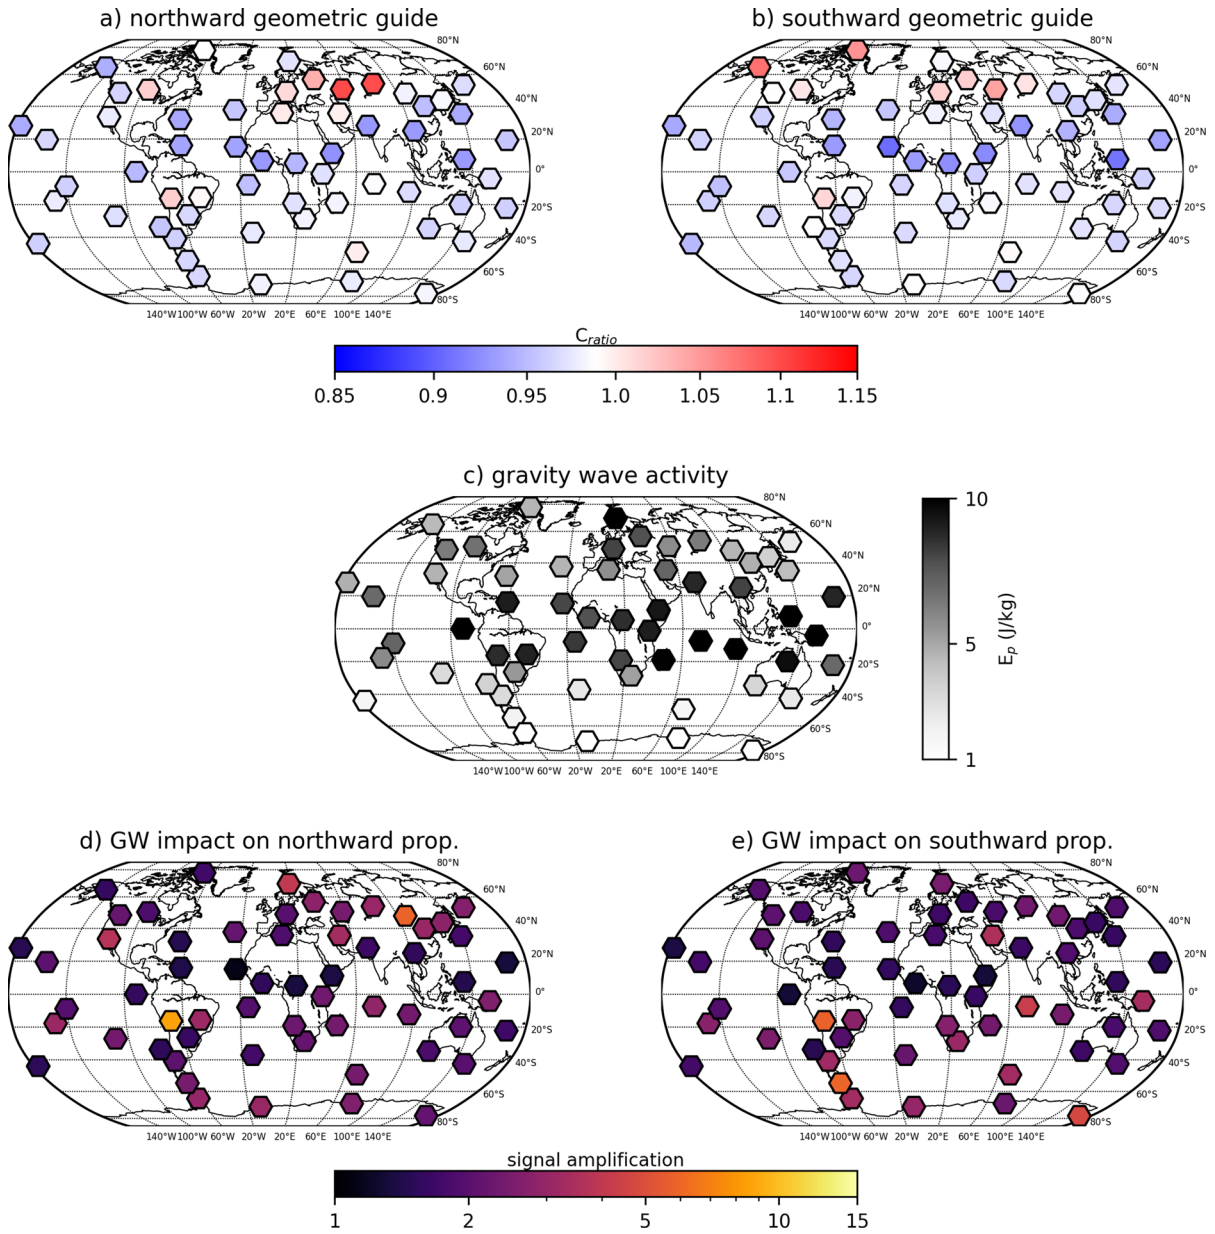 a) northward geometric guide
b) southward geometric guide
80°N
60°N
40°N
20°N
0°
20°S
40°S
60°S
80°S
140°W 100°W 60°W 20°W 20°E 60°E 100°E 140°E
80°N
60°N
40°N
20°N
0°
20°S
40°S
60°S
80°S
140°W 100°W 60°W 20°W 20°E 60°E 100°E 140°E
C_ratio
0.85 0.9 0.95 1.0 1.05 1.1 1.15
c) gravity wave activity
80°N
60°N
40°N
20°N
0°
20°S
40°S
60°S
80°S
140°W 100°W 60°W 20°W 20°E 60°E 100°E 140°E
10
5
1
E_p (J/kg)
d) GW impact on northward prop.
e) GW impact on southward prop.
80°N
60°N
40°N
20°N
0°
20°S
40°S
60°S
80°S
140°W 100°W 60°W 20°W 20°E 60°E 100°E 140°E
80°N
60°N
40°N
20°N
0°
20°S
40°S
60°S
80°S
140°W 100°W 60°W 20°W 20°E 60°E 100°E 140°E
signal amplification
1 2 5 10 15